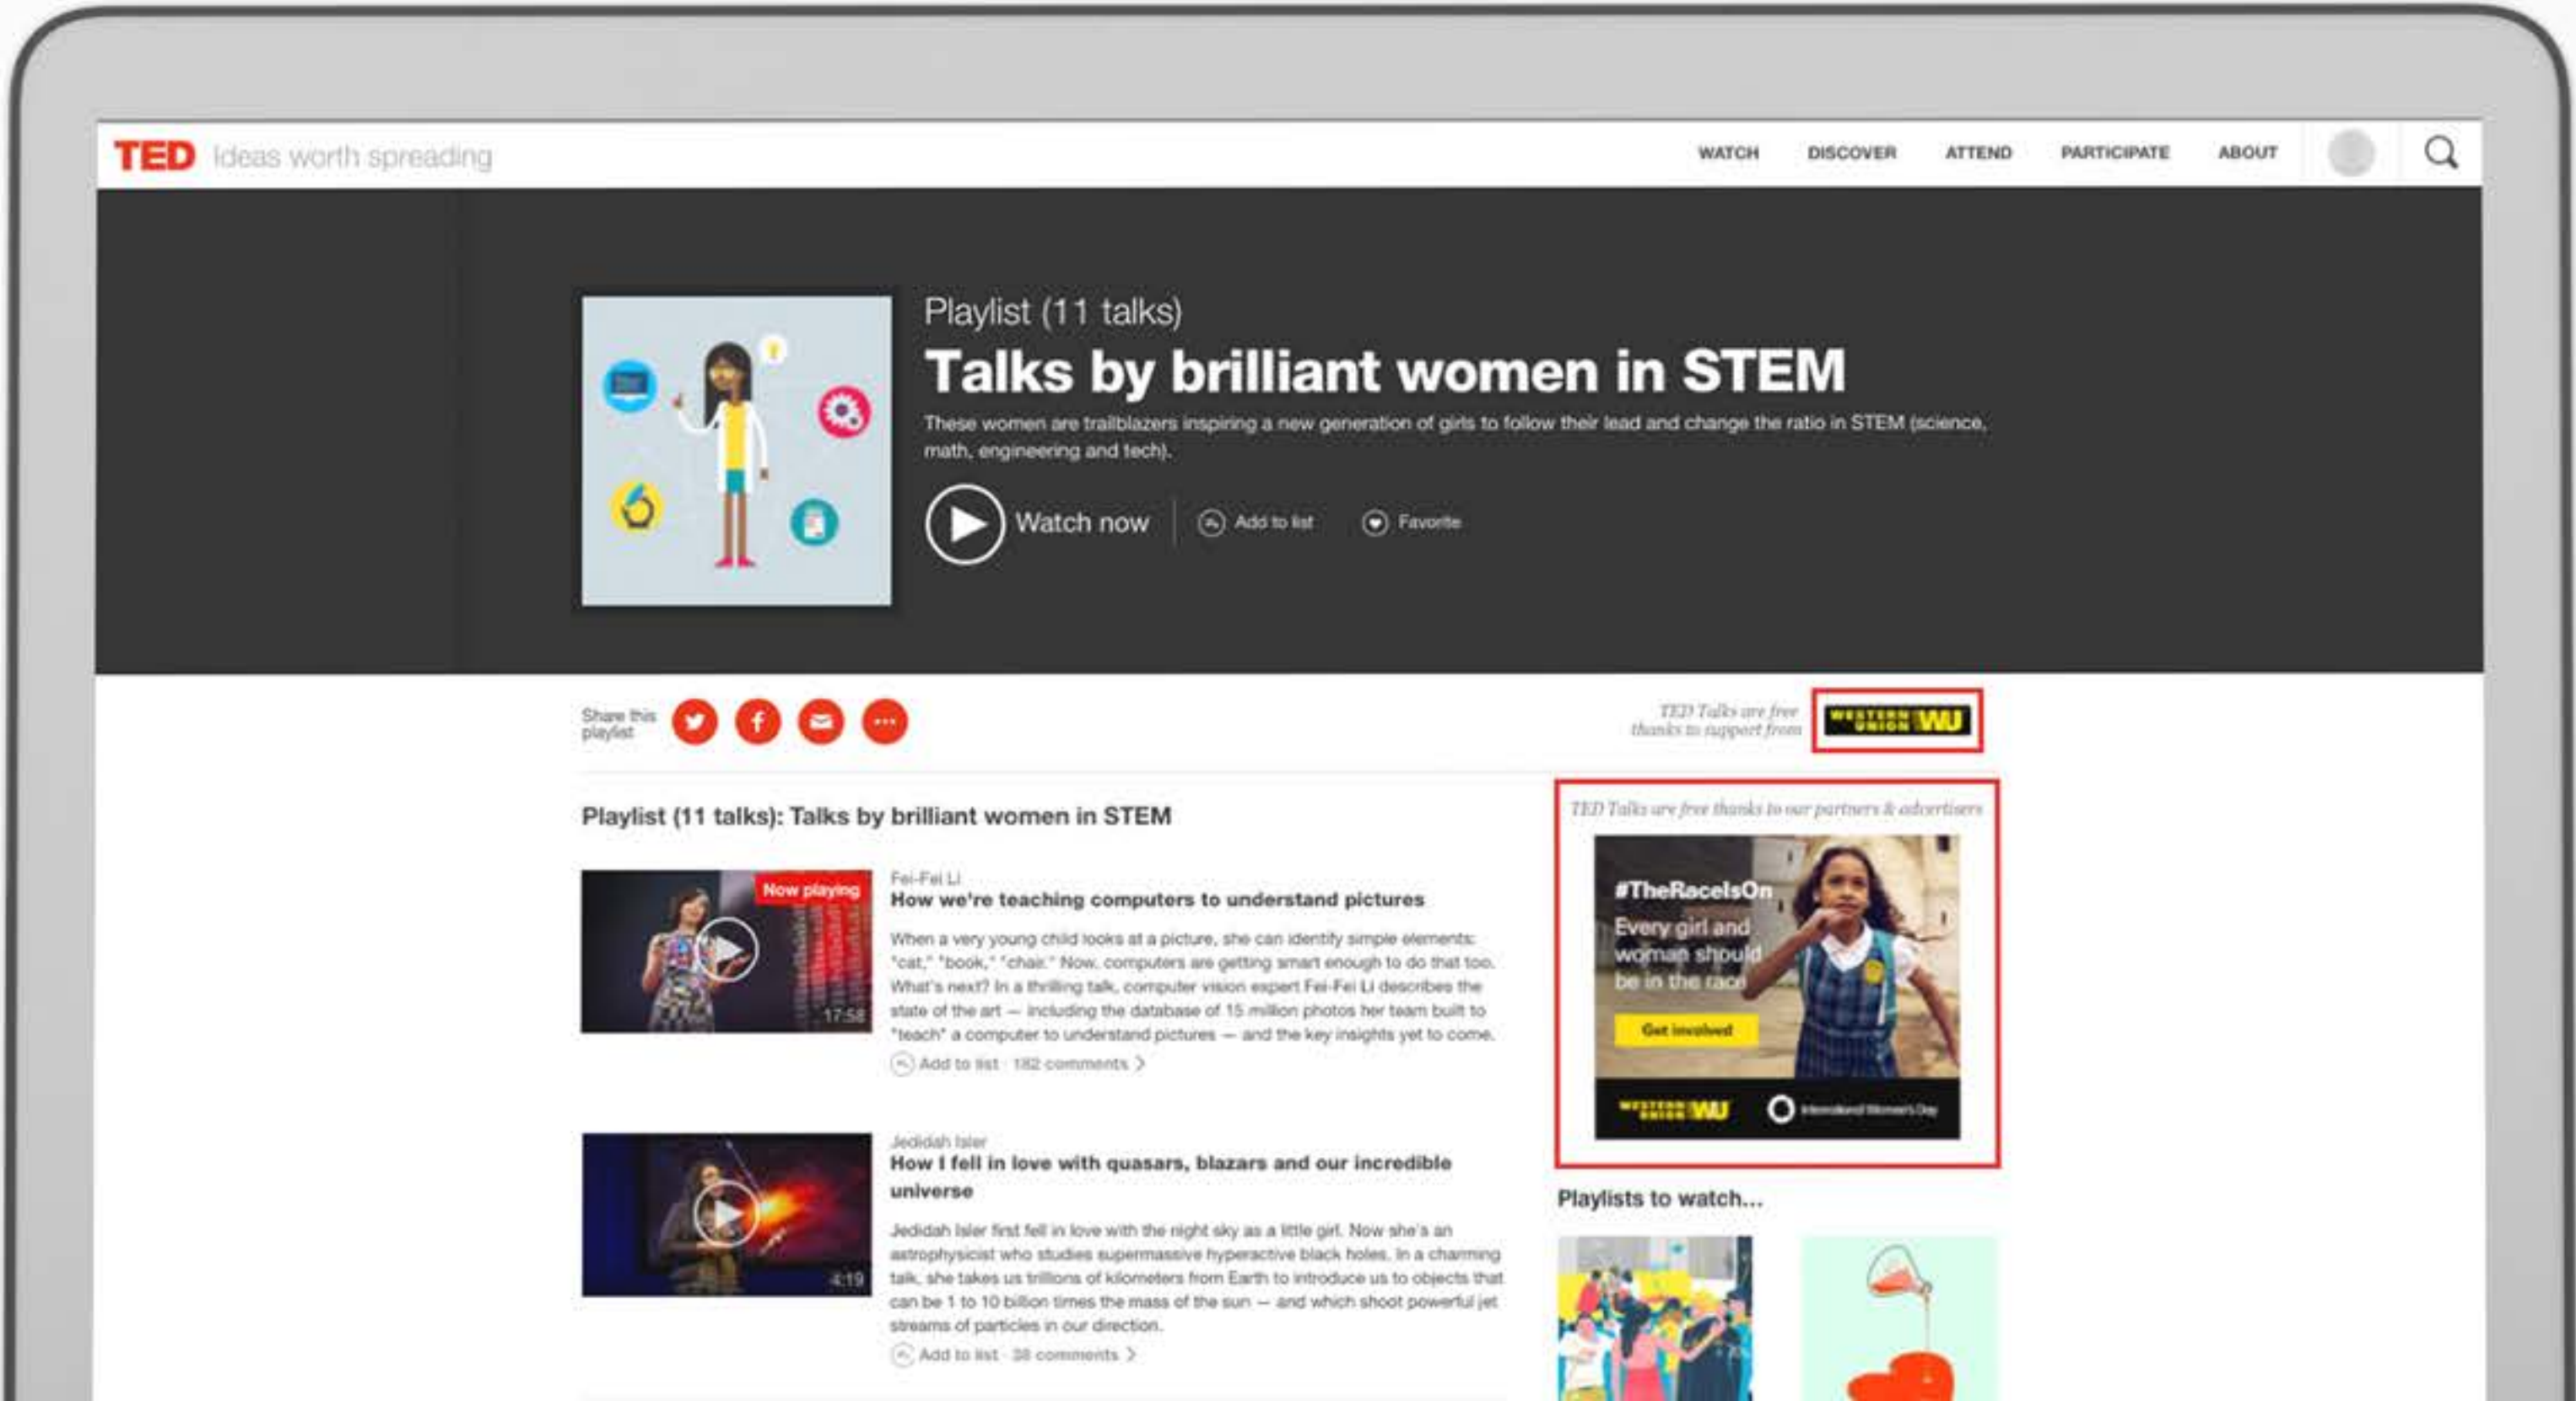 TED Ideas worth spreading
WATCH DISCOVER ATTEND PARTICIPATE ABOUT
Playlist (11 talks)
Talks by brilliant women in STEM
These women are trailblazers inspiring a new generation of girls to follow their lead and change the ratio in STEM (science,
math, engineering and tech).
Watch now Add to list Favorite
Share this
playlist
TED Talks are free
thanks to support from
WESTERN
UNION WU
Playlist (11 talks): Talks by brilliant women in STEM
Now playing
17:58
Fei-Fei Li
How we're teaching computers to understand pictures
When a very young child looks at a picture, she can identify simple elements:
"cat," "book," "chair." Now, computers are getting smart enough to do that too.
What's next? In a thrilling talk, computer vision expert Fei-Fei Li describes the
state of the art — including the database of 15 million photos her team built to
"teach" a computer to understand pictures — and the key insights yet to come.
Add to list · 182 comments
4:19
Jedidah Isler
How I fell in love with quasars, blazars and our incredible
universe
Jedidah Isler first fell in love with the night sky as a little girl. Now she's an
astrophysicist who studies supermassive hyperactive black holes. In a charming
talk, she takes us trillions of kilometers from Earth to introduce us to objects that
can be 1 to 10 billion times the mass of the sun — and which shoot powerful jet
streams of particles in our direction.
Add to list · 38 comments
TED Talks are free thanks to our partners & advertisers
#TheRaceIsOn
Every girl and
woman should
be in the race
Get involved
WESTERN
UNION WU
International Women's Day
Playlists to watch...